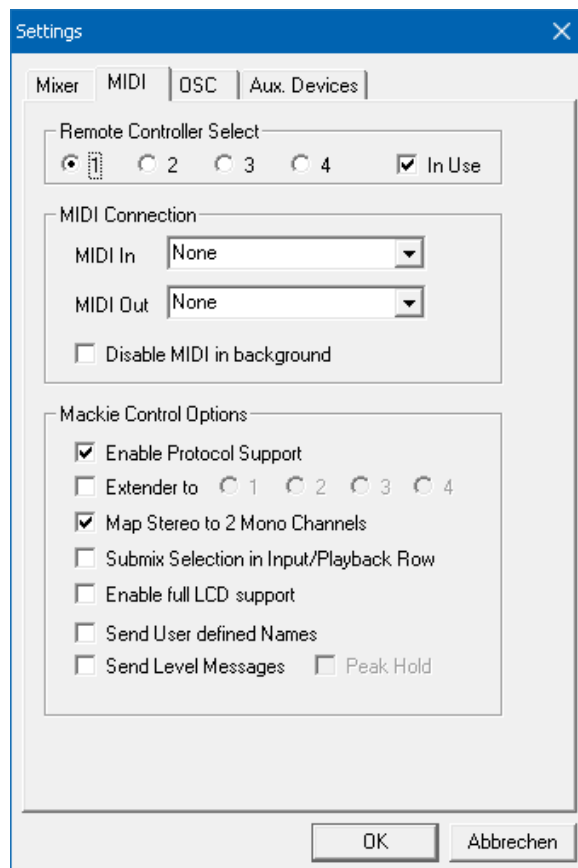 Settings
Mixer MIDI OSC Aux. Devices
Remote Controller Select
1 2 3 4 In Use
MIDI Connection
MIDI In None
MIDI Out None
Disable MIDI in background
Mackie Control Options
Enable Protocol Support
Extender to 1 2 3 4
Map Stereo to 2 Mono Channels
Submix Selection in Input/Playback Row
Enable full LCD support
Send User defined Names
Send Level Messages Peak Hold
OK Abbrechen